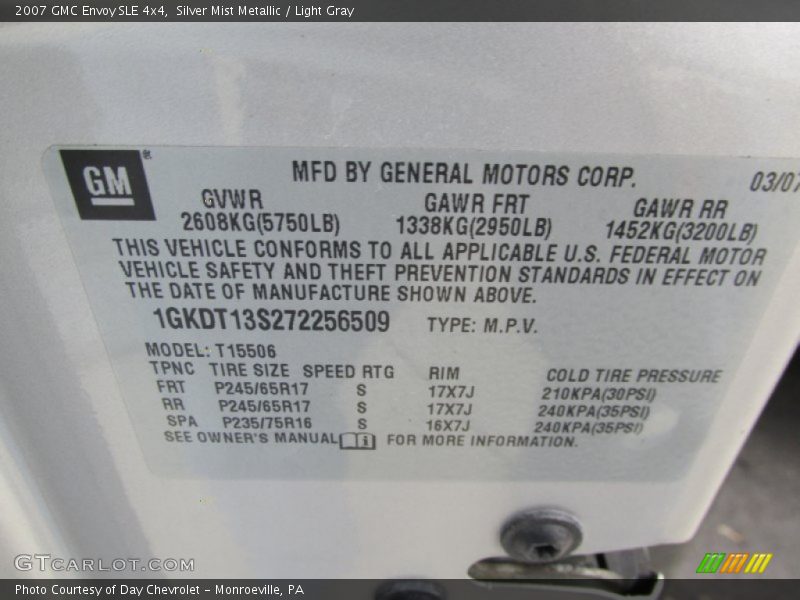 2007 GMC Envoy SLE 4x4, Silver Mist Metallic / Light Gray
GM®
MFD BY GENERAL MOTORS CORP. 03/07
GVWR GAWR FRT GAWR RR
2608KG(5750LB) 1338KG(2950LB) 1452KG(3200LB)
THIS VEHICLE CONFORMS TO ALL APPLICABLE U.S. FEDERAL MOTOR
VEHICLE SAFETY AND THEFT PREVENTION STANDARDS IN EFFECT ON
THE DATE OF MANUFACTURE SHOWN ABOVE.
1GKDT13S272256509 TYPE: M.P.V.
MODEL: T15506
TPNC TIRE SIZE SPEED RTG RIM COLD TIRE PRESSURE
FRT P245/65R17 S 17X7J 210KPA(30PSI)
RR P245/65R17 S 17X7J 240KPA(35PSI)
SPA P235/75R16 S 16X7J 240KPA(35PSI)
SEE OWNER'S MANUAL FOR MORE INFORMATION.
GTCARLOT.COM
Photo Courtesy of Day Chevrolet - Monroeville, PA